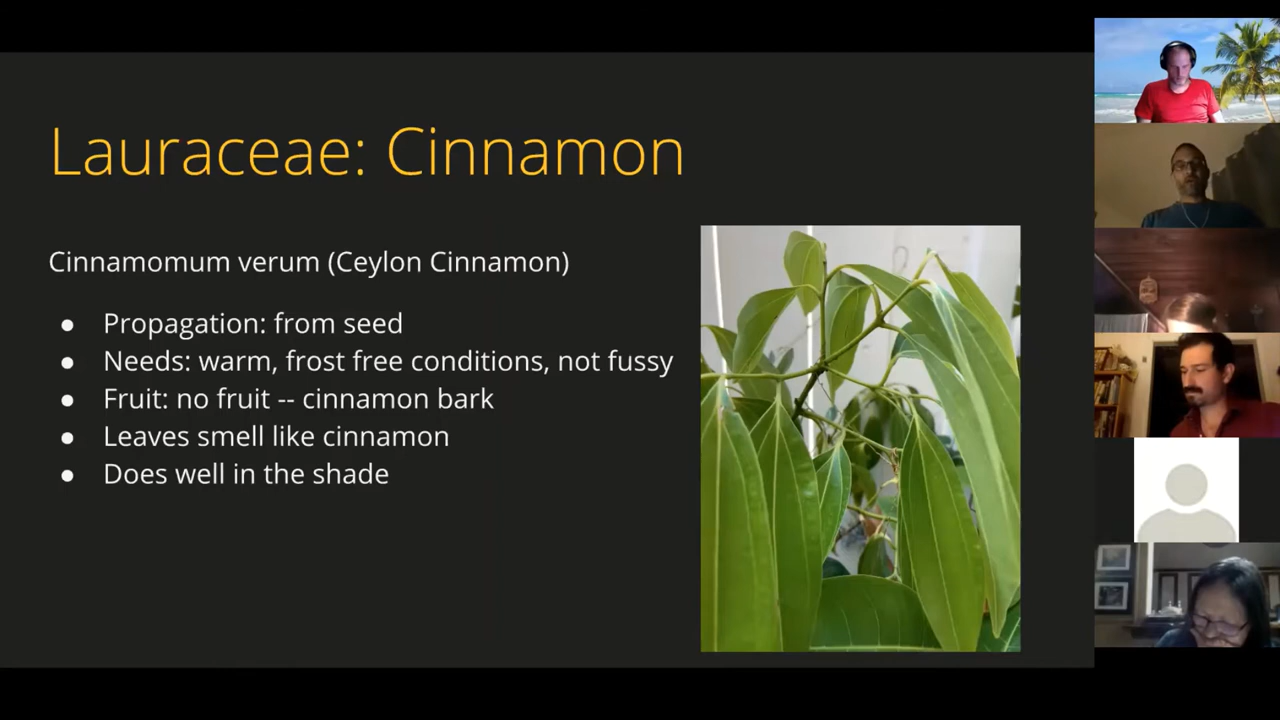 Lauraceae: Cinnamon
Cinnamomum verum (Ceylon Cinnamon)
● Propagation: from seed
● Needs: warm, frost free conditions, not fussy
● Fruit: no fruit -- cinnamon bark
● Leaves smell like cinnamon
● Does well in the shade